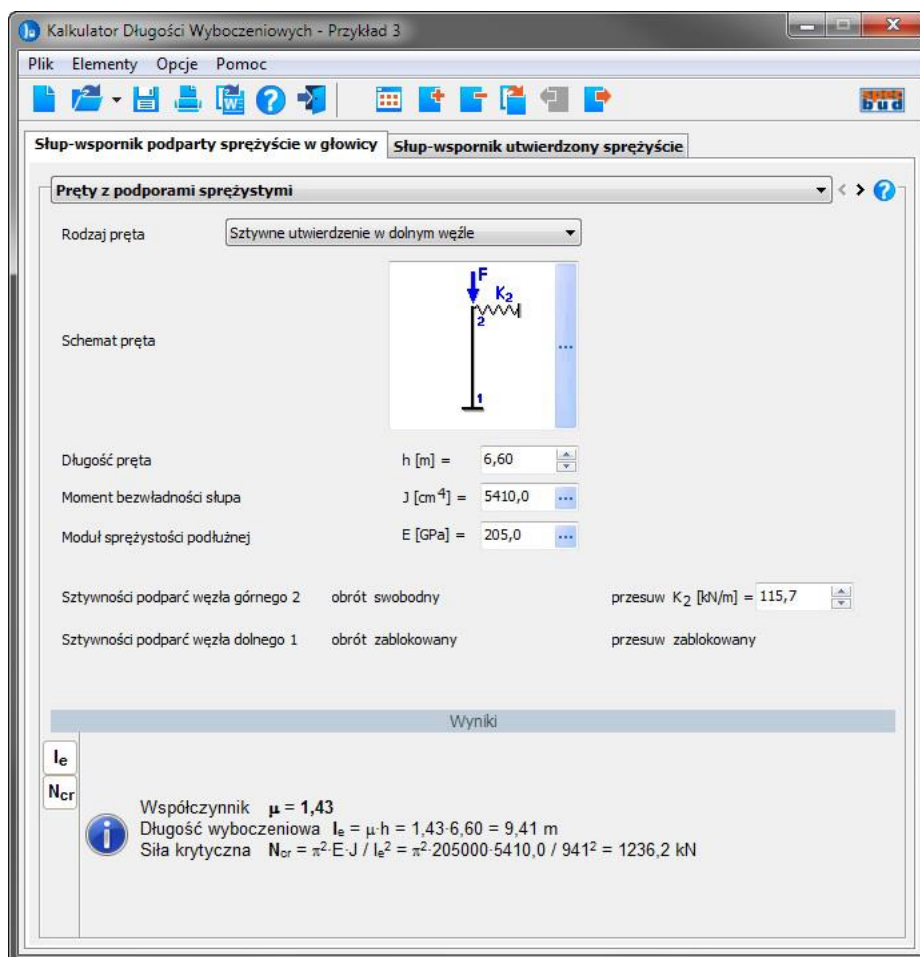 Kalkulator Długości Wyboczeniowych - Przykład 3
Plik Elementy Opcje Pomoc
W ? bud
Słup-wspornik podparty sprężyście w głowicy Słup-wspornik utwierdzony sprężyście
Pręty z podporami sprężystymi < > ?
Rodzaj pręta Sztywne utwierdzenie w dolnym węźle
F
K₂
2
Schemat pręta ...
1
Długość pręta h [m] = 6,60
Moment bezwładności słupa J [cm⁴] = 5410,0 ...
Moduł sprężystości podłużnej E [GPa] = 205,0 ...
Sztywności podparć węzła górnego 2 obrót swobodny przesuw K₂ [kN/m] = 115,7
Sztywności podparć węzła dolnego 1 obrót zablokowany przesuw zablokowany
Wyniki
lₑ
N꜀ᵣ
Współczynnik μ = 1,43
Długość wyboczeniowa lₑ = μ·h = 1,43·6,60 = 9,41 m
Siła krytyczna N꜀ᵣ = π²·E·J / lₑ² = π²·205000·5410,0 / 941² = 1236,2 kN